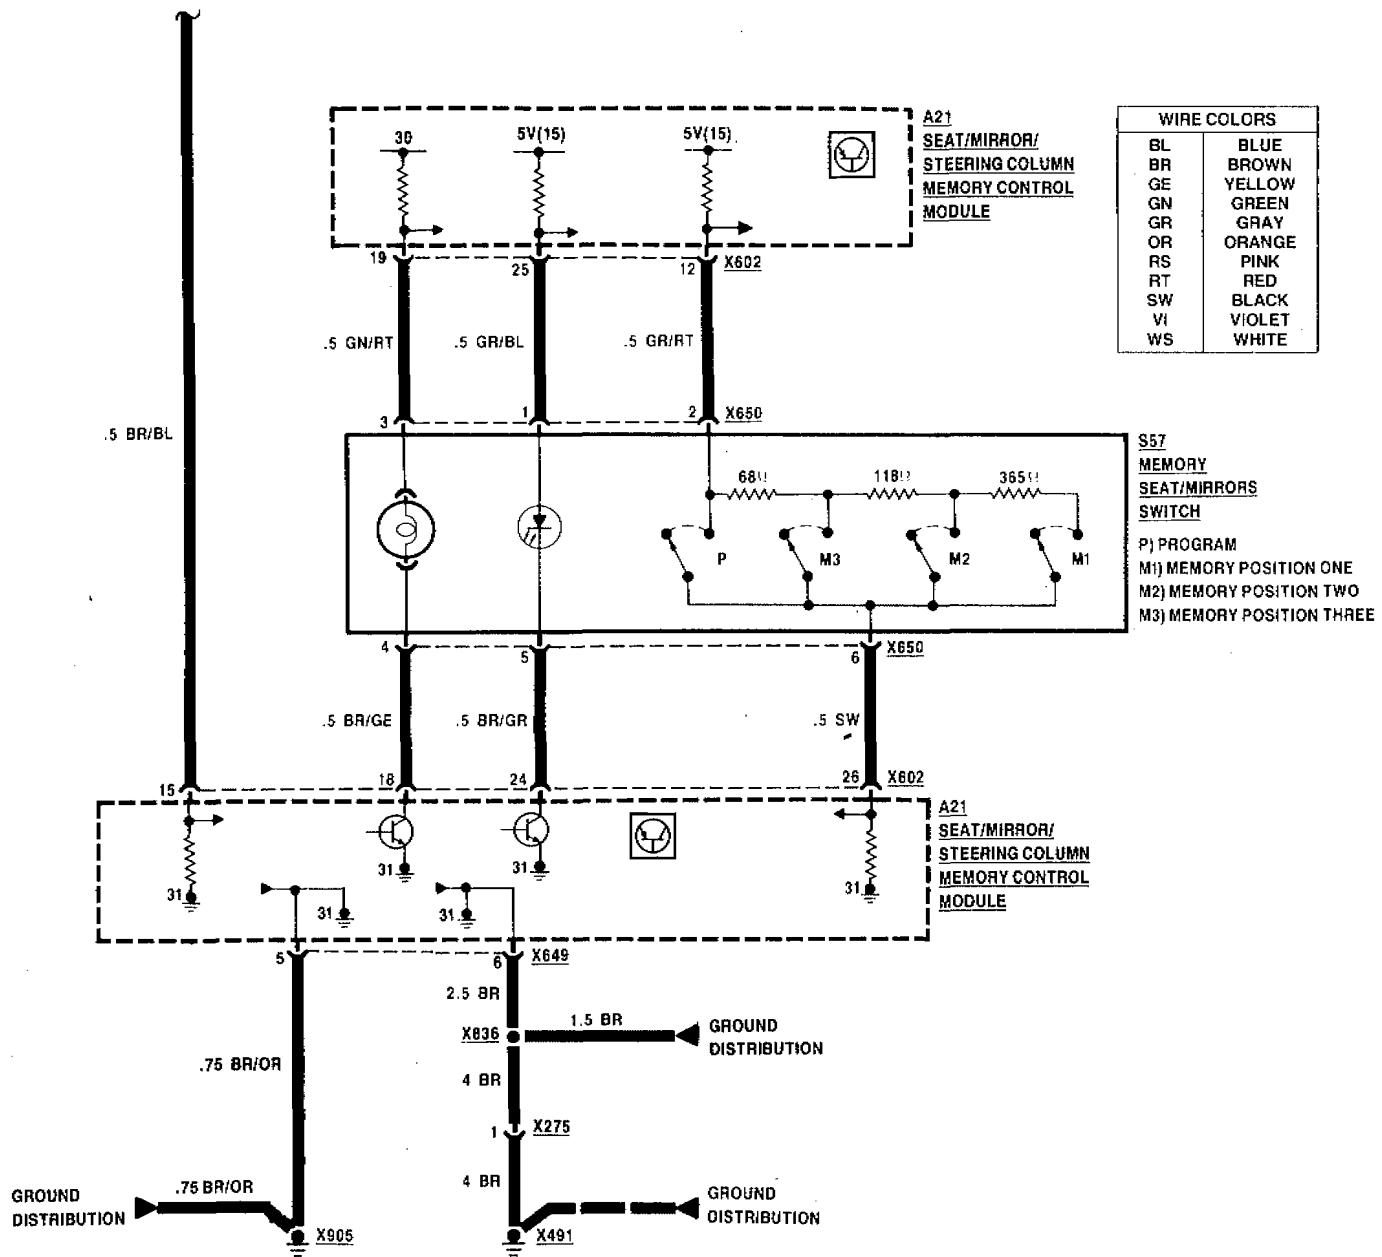 30
5V(15)
5V(15)
A21
SEAT/MIRROR/
STEERING COLUMN
MEMORY CONTROL
MODULE
WIRE COLORS
BL BLUE
BR BROWN
GE YELLOW
GN GREEN
GR GRAY
OR ORANGE
RS PINK
RT RED
SW BLACK
VI VIOLET
WS WHITE
19 25 12 X602
.5 GN/RT .5 GR/BL .5 GR/RT
3 1 2 X650
.5 BR/BL
S57
MEMORY
SEAT/MIRRORS
SWITCH
68Ω 118Ω 365Ω
P M3 M2 M1
P) PROGRAM
M1) MEMORY POSITION ONE
M2) MEMORY POSITION TWO
M3) MEMORY POSITION THREE
4 5 6 X650
.5 BR/GE .5 BR/GR .5 SW
15 18 24 26 X602
A21
SEAT/MIRROR/
STEERING COLUMN
MEMORY CONTROL
MODULE
31 31 31 31
31 31
5 6 X649
2.5 BR
X836 1.5 BR GROUND
DISTRIBUTION
.75 BR/OR
4 BR
1 X275
4 BR
GROUND
DISTRIBUTION
.75 BR/OR
GROUND
DISTRIBUTION
X905 X491